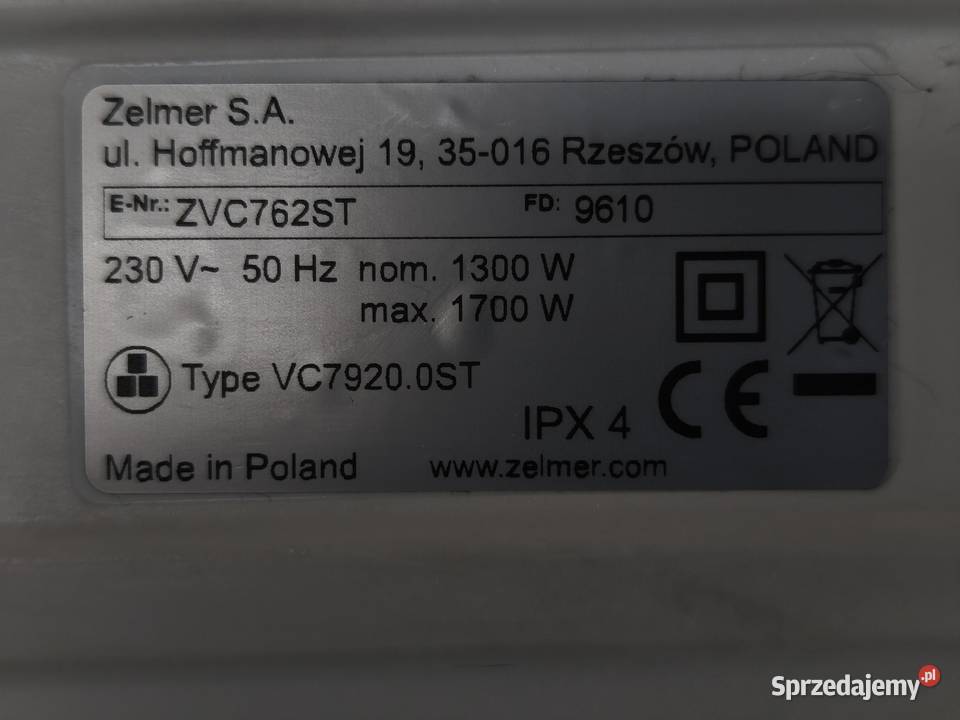 Zelmer S.A.
ul. Hoffmanowej 19, 35-016 Rzeszów, POLAND
E-Nr.: ZVC762ST FD: 9610
230 V~ 50 Hz nom. 1300 W
max. 1700 W
Type VC7920.0ST
IPX 4
CE
Made in Poland www.zelmer.com
Sprzedajemy.pl